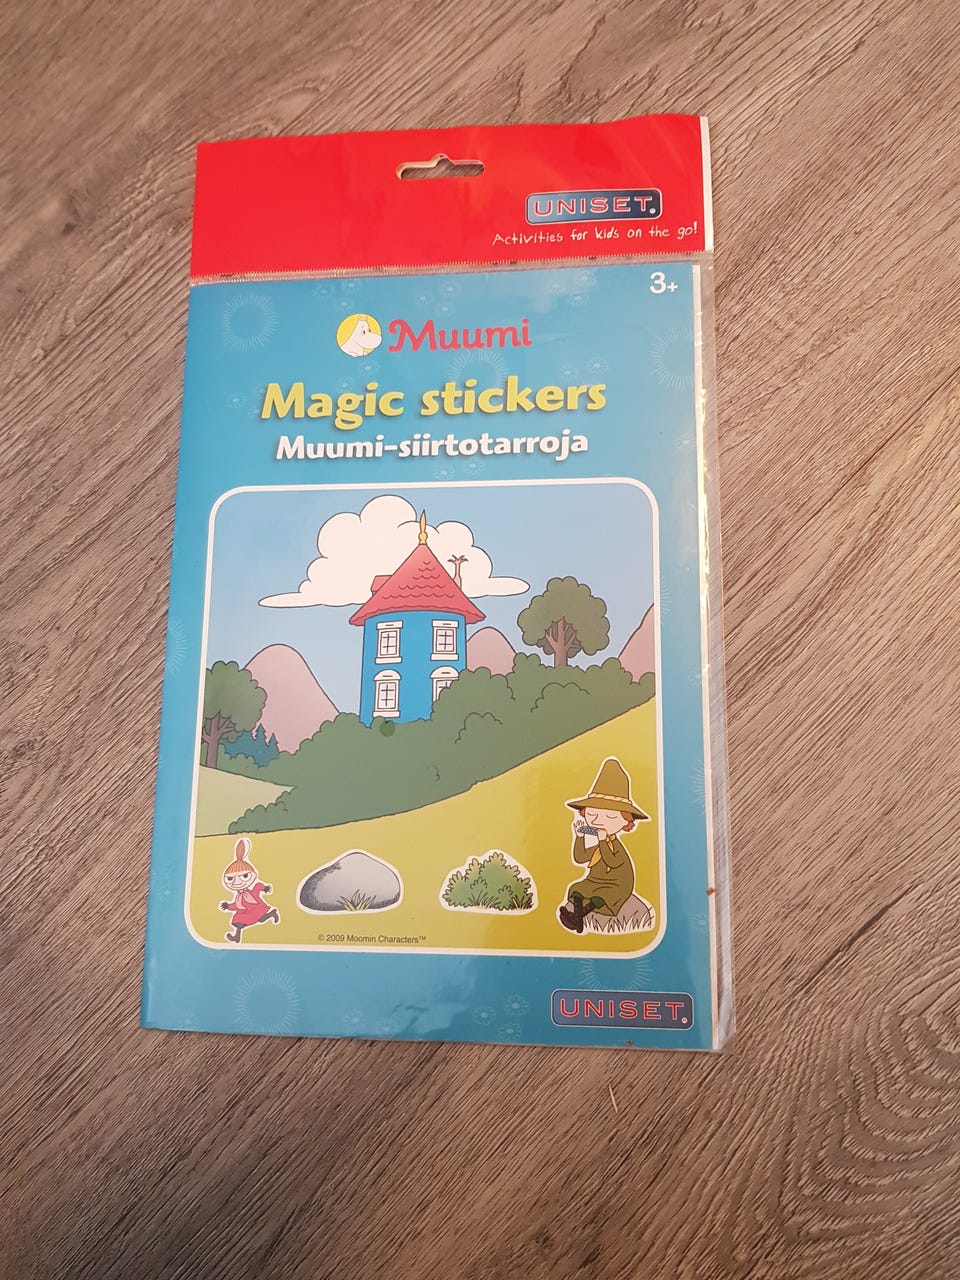 UNISET®
Activities for kids on the go!
3+
Muumi
Magic stickers
Muumi-siirtotarroja
© 2009 Moomin Characters™
UNISET®